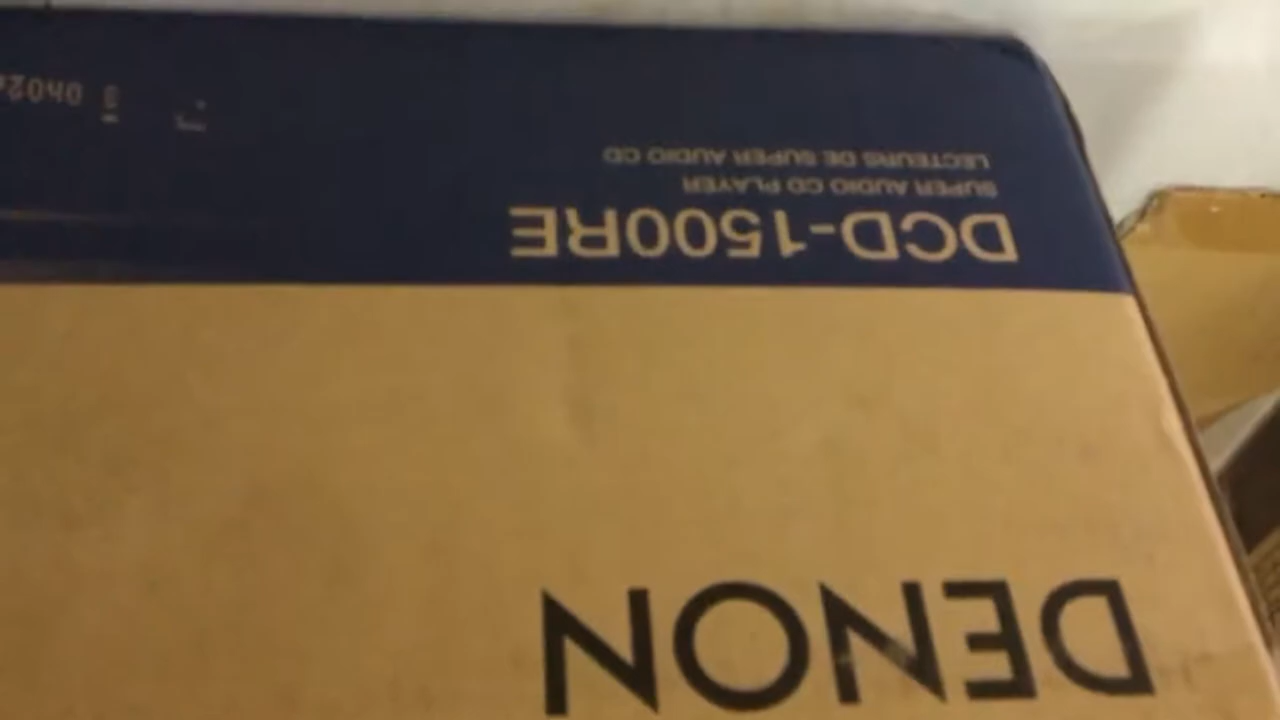 DENON
DCD-1500RE
SUPER AUDIO CD PLAYER
LECTEURS DE SUPER AUDIO CD